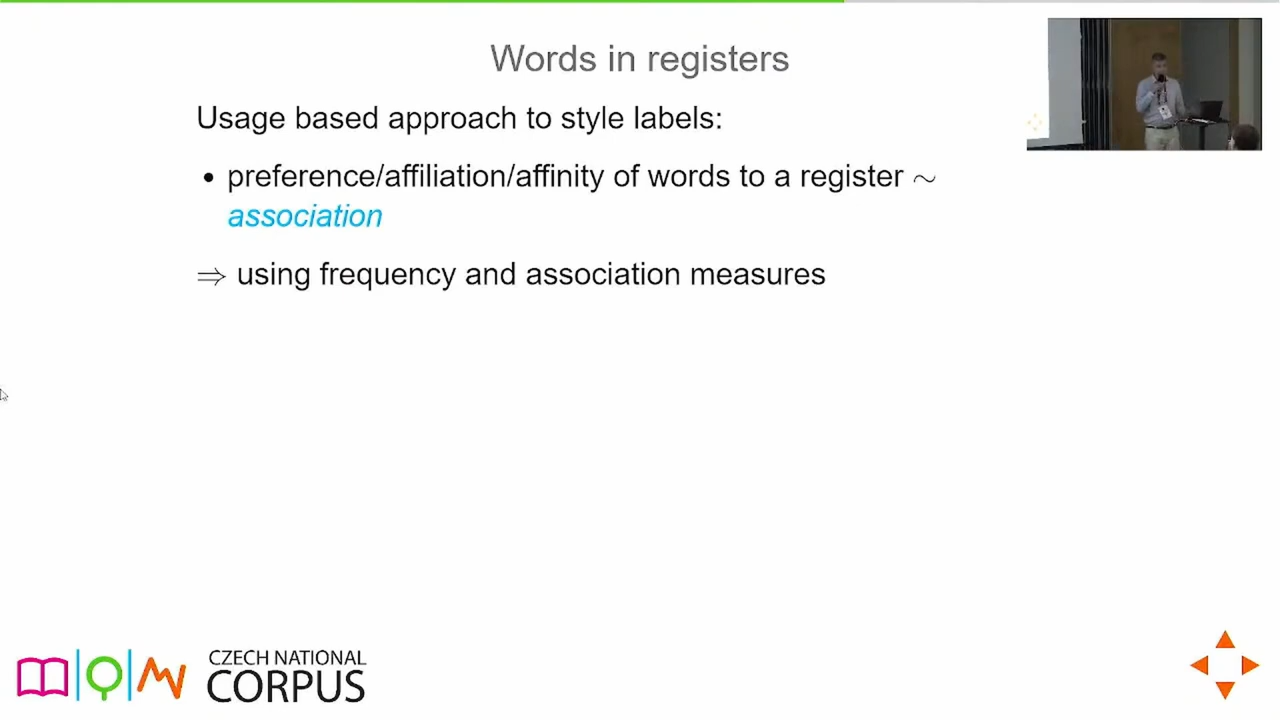 Words in registers
Usage based approach to style labels:
• preference/affiliation/affinity of words to a register ∼
association
⇒ using frequency and association measures
CZECH NATIONAL
CORPUS